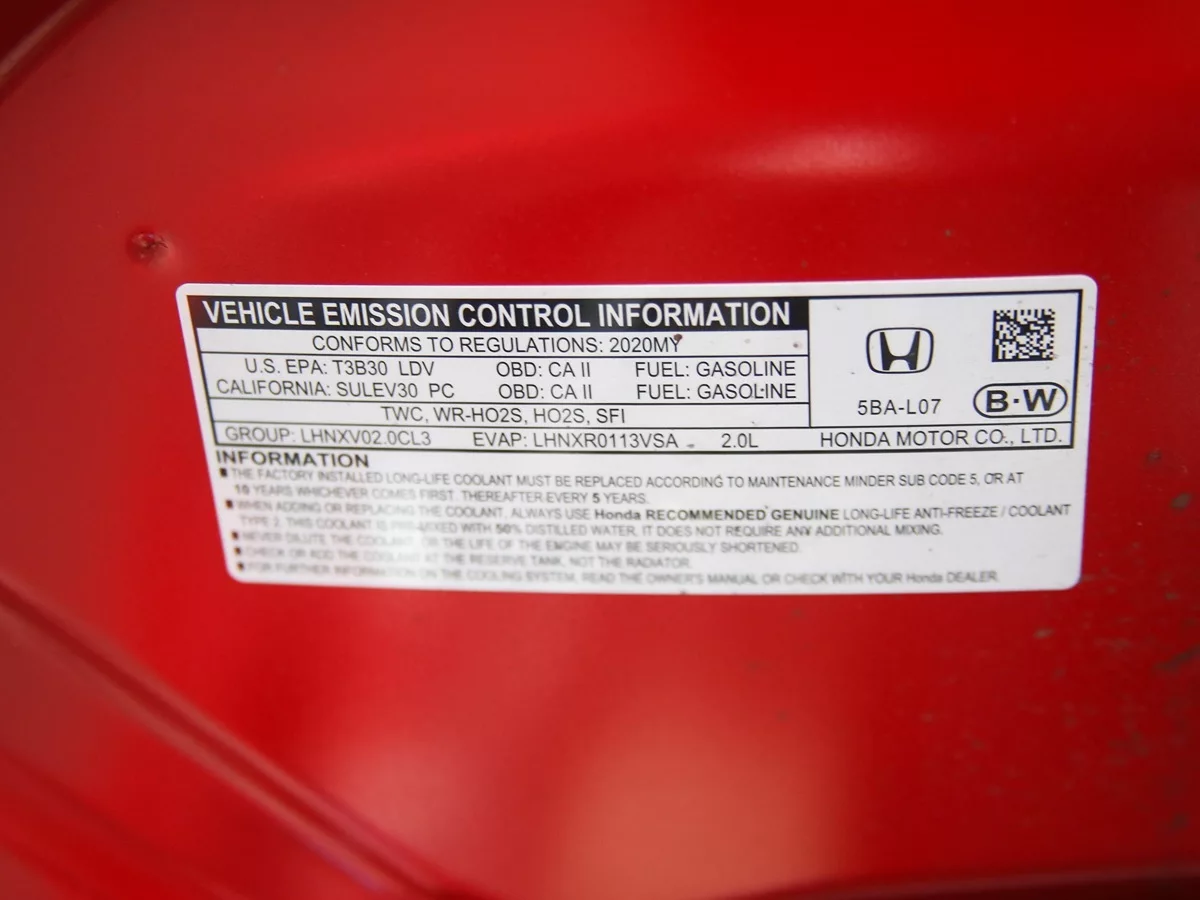 VEHICLE EMISSION CONTROL INFORMATION
CONFORMS TO REGULATIONS: 2020MY
U.S. EPA: T3B30 LDV OBD: CA II FUEL: GASOLINE
CALIFORNIA: SULEV30 PC OBD: CA II FUEL: GASOLINE
TWC, WR-HO2S, HO2S, SFI
GROUP: LHNXV02.0CL3 EVAP: LHNXR0113VSA 2.0L
5BA-L07 B·W
HONDA MOTOR CO., LTD.
INFORMATION
■ THE FACTORY INSTALLED LONG-LIFE COOLANT MUST BE REPLACED ACCORDING TO MAINTENANCE MINDER SUB CODE 5, OR AT
10 YEARS WHICHEVER COMES FIRST. THEREAFTER EVERY 5 YEARS.
■ WHEN ADDING OR REPLACING THE COOLANT, ALWAYS USE Honda RECOMMENDED GENUINE LONG-LIFE ANTI-FREEZE / COOLANT
TYPE 2. THIS COOLANT IS PRE-MIXED WITH 50% DISTILLED WATER, IT DOES NOT REQUIRE ANY ADDITIONAL MIXING.
■ NEVER DILUTE THE COOLANT OR THE LIFE OF THE ENGINE MAY BE SERIOUSLY SHORTENED.
■ CHECK OR ADD THE COOLANT AT THE RESERVE TANK, NOT THE RADIATOR.
■ FOR FURTHER INFORMATION ON THE COOLING SYSTEM, READ THE OWNER'S MANUAL OR CHECK WITH YOUR Honda DEALER.